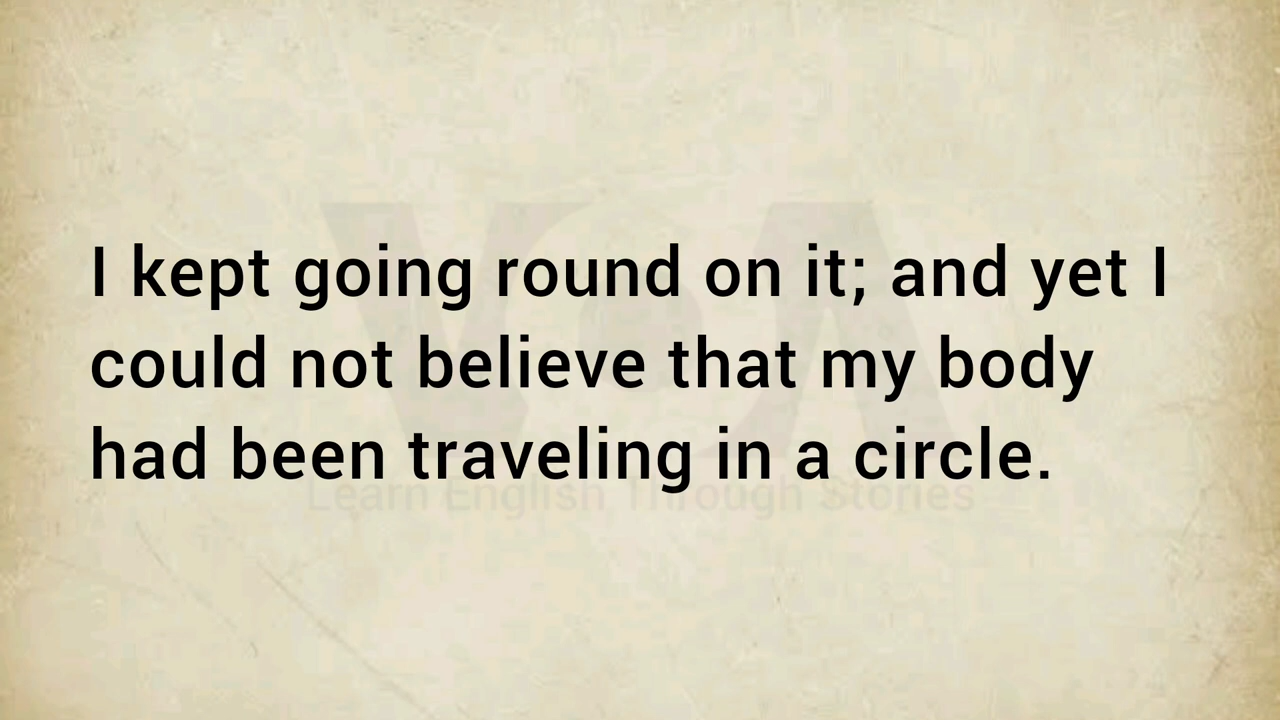 I kept going round on it; and yet I
could not believe that my body
had been traveling in a circle.
VOA
Learn English Through Stories